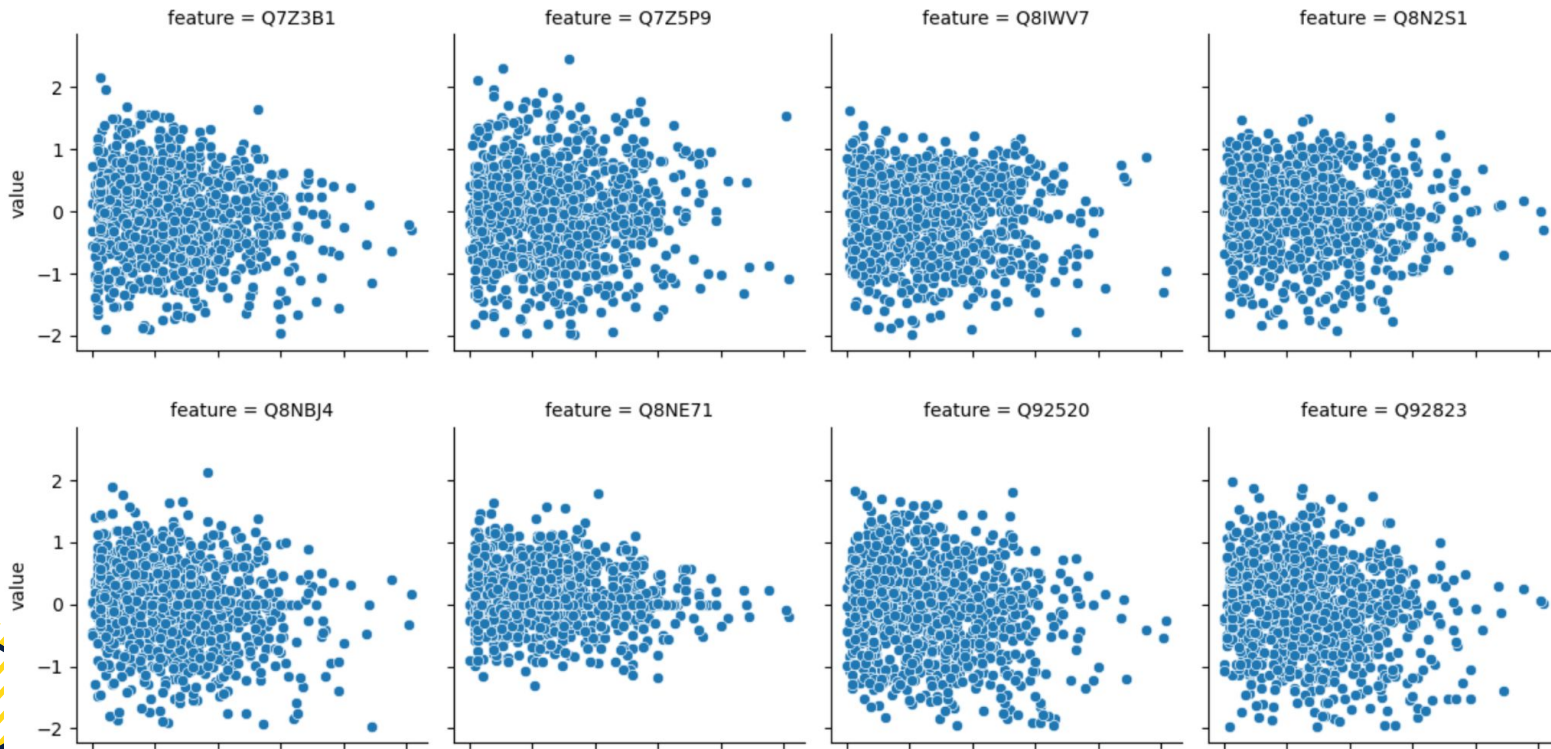 feature = Q7Z3B1
feature = Q7Z5P9
feature = Q8IWV7
feature = Q8N2S1
value
2
1
0
−1
−2
feature = Q8NBJ4
feature = Q8NE71
feature = Q92520
feature = Q92823
value
2
1
0
−1
−2